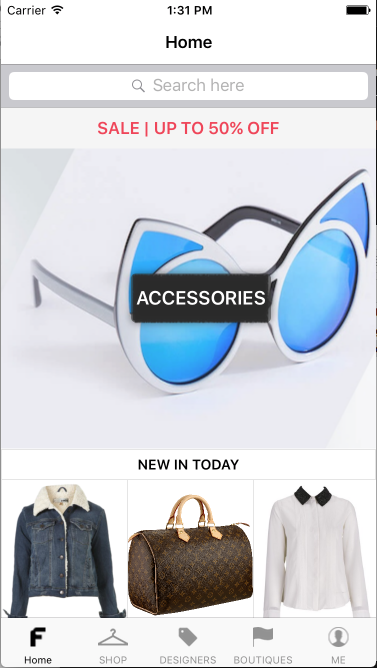 Carrier 1:31 PM
Home
Search here
SALE | UP TO 50% OFF
ACCESSORIES
NEW IN TODAY
F
Home SHOP DESIGNERS BOUTIQUES ME